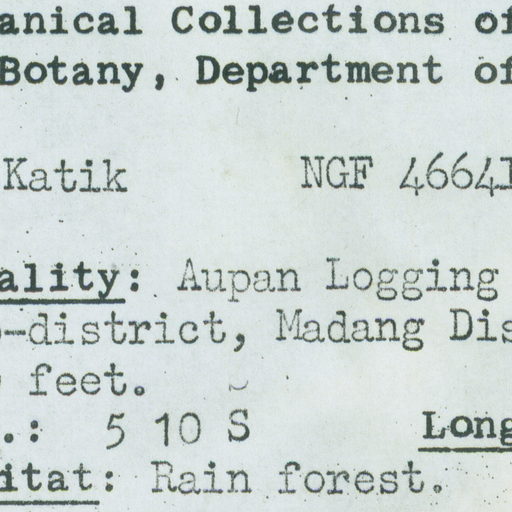 anical Collections of
Botany, Department of
Katik NGF 46641
ality: Aupan Logging
-district, Madang Dis
feet.
.: 5 10 S Long
itat: Rain forest.